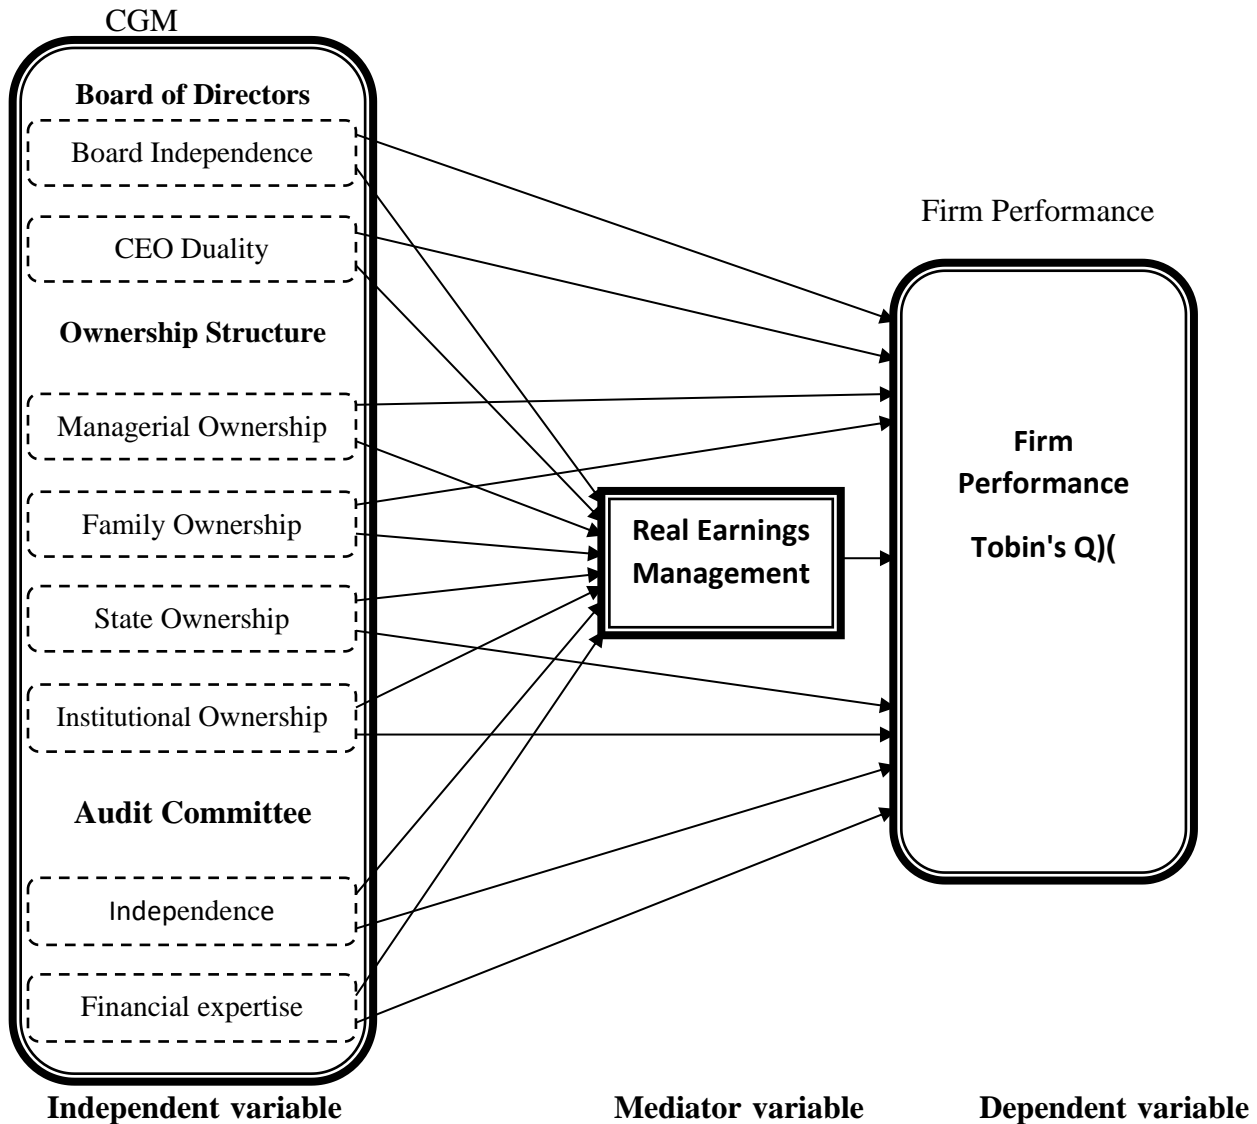 CGM
Board of Directors
Board Independence
CEO Duality
Ownership Structure
Managerial Ownership
Family Ownership
State Ownership
Institutional Ownership
Audit Committee
Independence
Financial expertise
Independent variable
Real Earnings
Management
Mediator variable
Firm Performance
Firm
Performance
Tobin's Q)(
Dependent variable